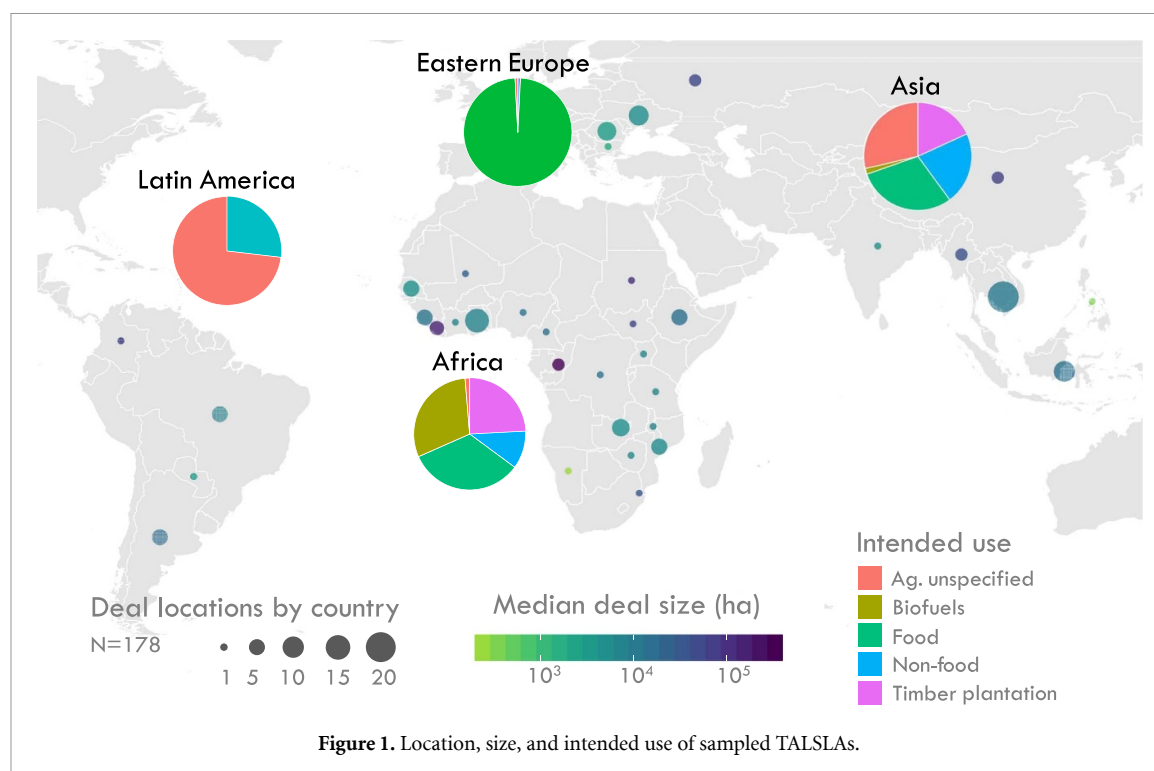 Eastern Europe
Asia
Latin America
Africa
Deal locations by country
N=178
1 5 10 15 20
Median deal size (ha)
10³ 10⁴ 10⁵
Intended use
Ag. unspecified
Biofuels
Food
Non-food
Timber plantation
Figure 1. Location, size, and intended use of sampled TALSLAs.